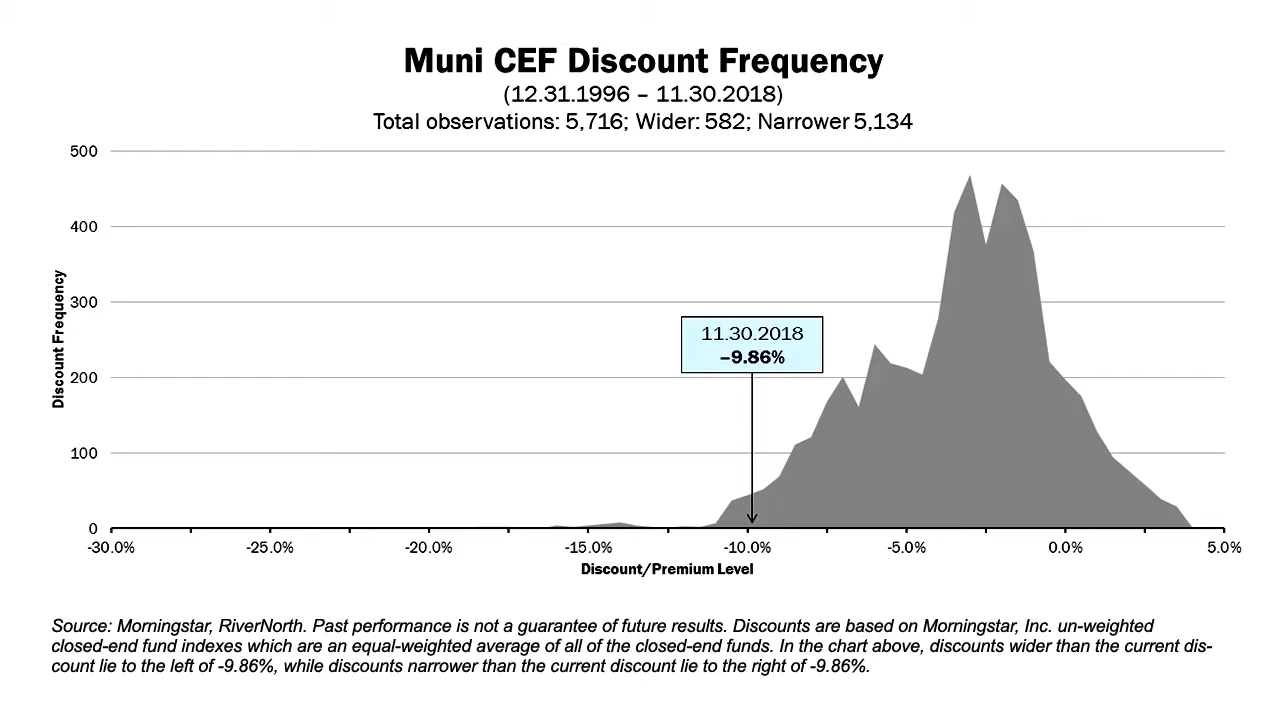 Muni CEF Discount Frequency
(12.31.1996 – 11.30.2018)
Total observations: 5,716; Wider: 582; Narrower 5,134
500
400
300
200
100
0
Discount Frequency
11.30.2018
–9.86%
-30.0%
-25.0%
-20.0%
-15.0%
-10.0%
-5.0%
0.0%
5.0%
Discount/Premium Level
Source: Morningstar, RiverNorth. Past performance is not a guarantee of future results. Discounts are based on Morningstar, Inc. un-weighted
closed-end fund indexes which are an equal-weighted average of all of the closed-end funds. In the chart above, discounts wider than the current dis-
count lie to the left of -9.86%, while discounts narrower than the current discount lie to the right of -9.86%.